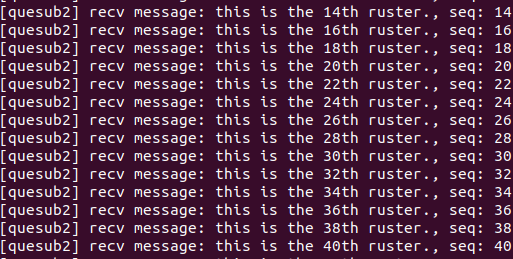 [quesub2] recv message: this is the 14th ruster., seq: 14
[quesub2] recv message: this is the 16th ruster., seq: 16
[quesub2] recv message: this is the 18th ruster., seq: 18
[quesub2] recv message: this is the 20th ruster., seq: 20
[quesub2] recv message: this is the 22th ruster., seq: 22
[quesub2] recv message: this is the 24th ruster., seq: 24
[quesub2] recv message: this is the 26th ruster., seq: 26
[quesub2] recv message: this is the 28th ruster., seq: 28
[quesub2] recv message: this is the 30th ruster., seq: 30
[quesub2] recv message: this is the 32th ruster., seq: 32
[quesub2] recv message: this is the 34th ruster., seq: 34
[quesub2] recv message: this is the 36th ruster., seq: 36
[quesub2] recv message: this is the 38th ruster., seq: 38
[quesub2] recv message: this is the 40th ruster., seq: 40